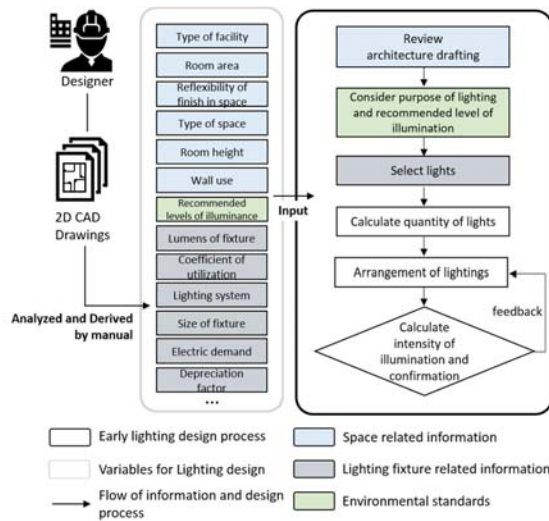 Designer
2D CAD
Drawings
Analyzed and Derived
by manual
Type of facility
Room area
Reflexibility of
finish in space
Type of space
Room height
Wall use
Recommended
levels of illuminance
Lumens of fixture
Coefficient of
utilization
Lighting system
Size of fixture
Electric demand
Depreciation
factor
...
Input
Review
architecture drafting
Consider purpose of lighting
and recommended level of
illumination
Select lights
Calculate quantity of lights
Arrangement of lightings
feedback
Calculate
intensity of
illumination and
confirmation
Early lighting design process
Space related information
Variables for Lighting design
Lighting fixture related information
Flow of information and design
process
Environmental standards